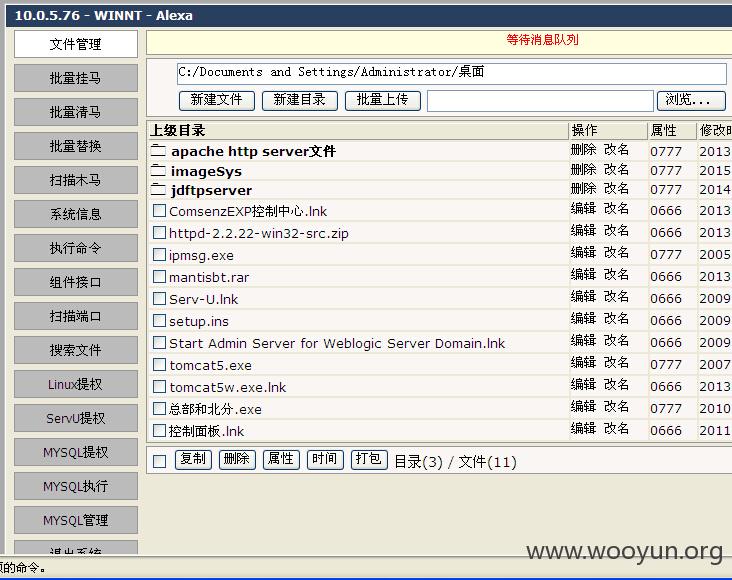 10.0.5.76 - WINNT - Alexa
文件管理
批量挂马
批量清马
批量替换
扫描木马
系统信息
执行命令
组件接口
扫描端口
搜索文件
Linux提权
ServU提权
MYSQL提权
MYSQL执行
MYSQL管理
退出系统
等待消息队列
C:/Documents and Settings/Administrator/桌面
新建文件 新建目录 批量上传 浏览...
上级目录 操作 属性 修改时
apache http server文件 删除 改名 0777 2013
imageSys 删除 改名 0777 2015
jdftpserver 删除 改名 0777 2014
ComsenzEXP控制中心.lnk 编辑 改名 0666 2013
httpd-2.2.22-win32-src.zip 编辑 改名 0666 2013
ipmsg.exe 编辑 改名 0777 2005
mantisbt.rar 编辑 改名 0666 2013
Serv-U.lnk 编辑 改名 0666 2009
setup.ins 编辑 改名 0666 2009
Start Admin Server for Weblogic Server Domain.lnk 编辑 改名 0666 2009
tomcat5.exe 编辑 改名 0777 2007
tomcat5w.exe.lnk 编辑 改名 0666 2013
总部和北分.exe 编辑 改名 0777 2010
控制面板.lnk 编辑 改名 0666 2011
复制 删除 属性 时间 打包 目录(3) / 文件(11)
www.wooyun.org
的命令。